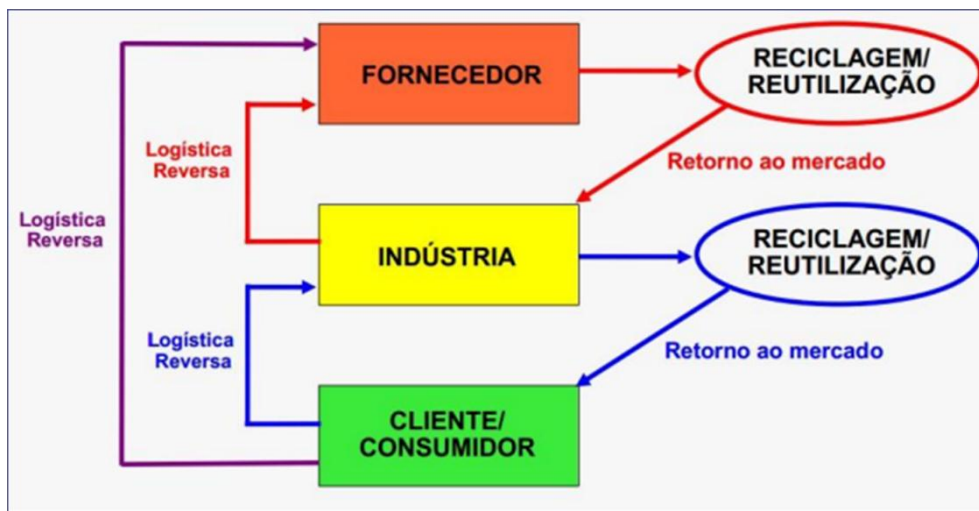 FORNECEDOR
RECICLAGEM/
REUTILIZAÇÃO
Logística
Reversa
Retorno ao mercado
Logística
Reversa
INDÚSTRIA
RECICLAGEM/
REUTILIZAÇÃO
Logística
Reversa
Retorno ao mercado
CLIENTE/
CONSUMIDOR